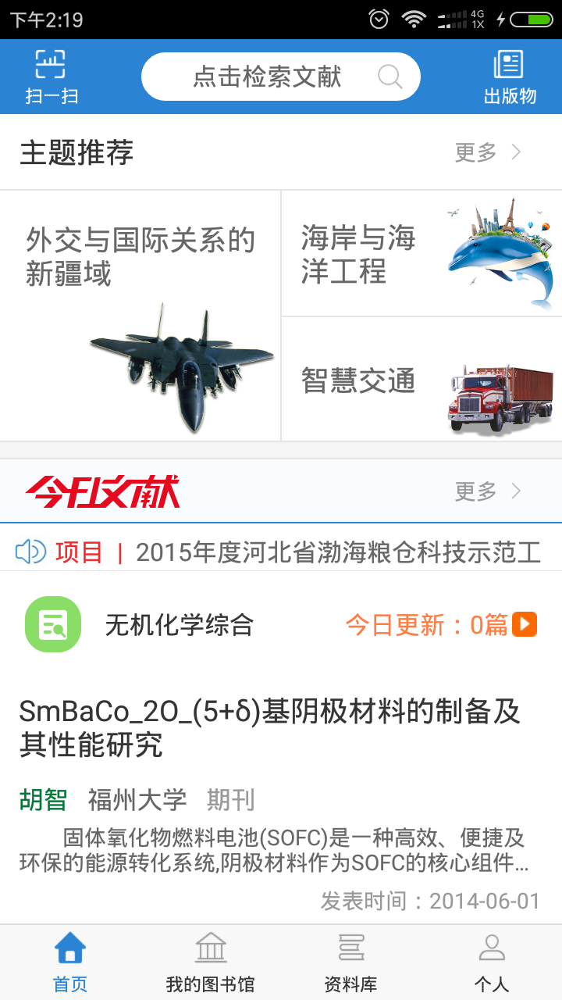 下午2:19
4G
1X
扫一扫
点击检索文献
出版物
主题推荐
更多
外交与国际关系的
新疆域
海岸与海
洋工程
智慧交通
今日文献
更多
项目 | 2015年度河北省渤海粮仓科技示范工
无机化学综合
今日更新：0篇
SmBaCo_2O_(5+δ)基阴极材料的制备及
其性能研究
胡智 福州大学 期刊
固体氧化物燃料电池(SOFC)是一种高效、便捷及
环保的能源转化系统,阴极材料作为SOFC的核心组件...
发表时间：2014-06-01
首页
我的图书馆
资料库
个人